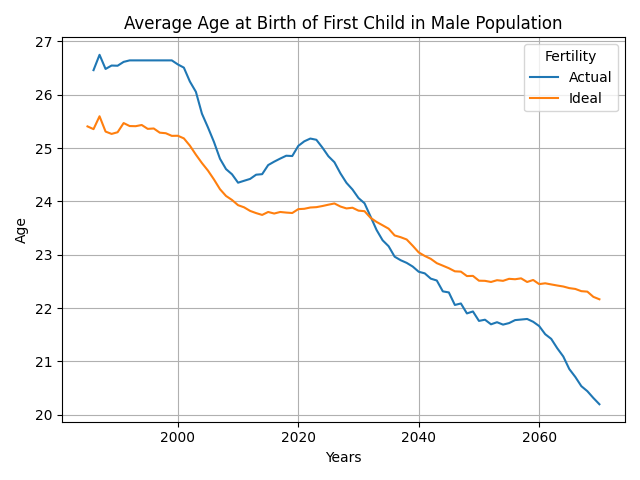 Average Age at Birth of First Child in Male Population
27
26
25
24
23
22
21
20
Age
Fertility
Actual
Ideal
2000
2020
2040
2060
Years